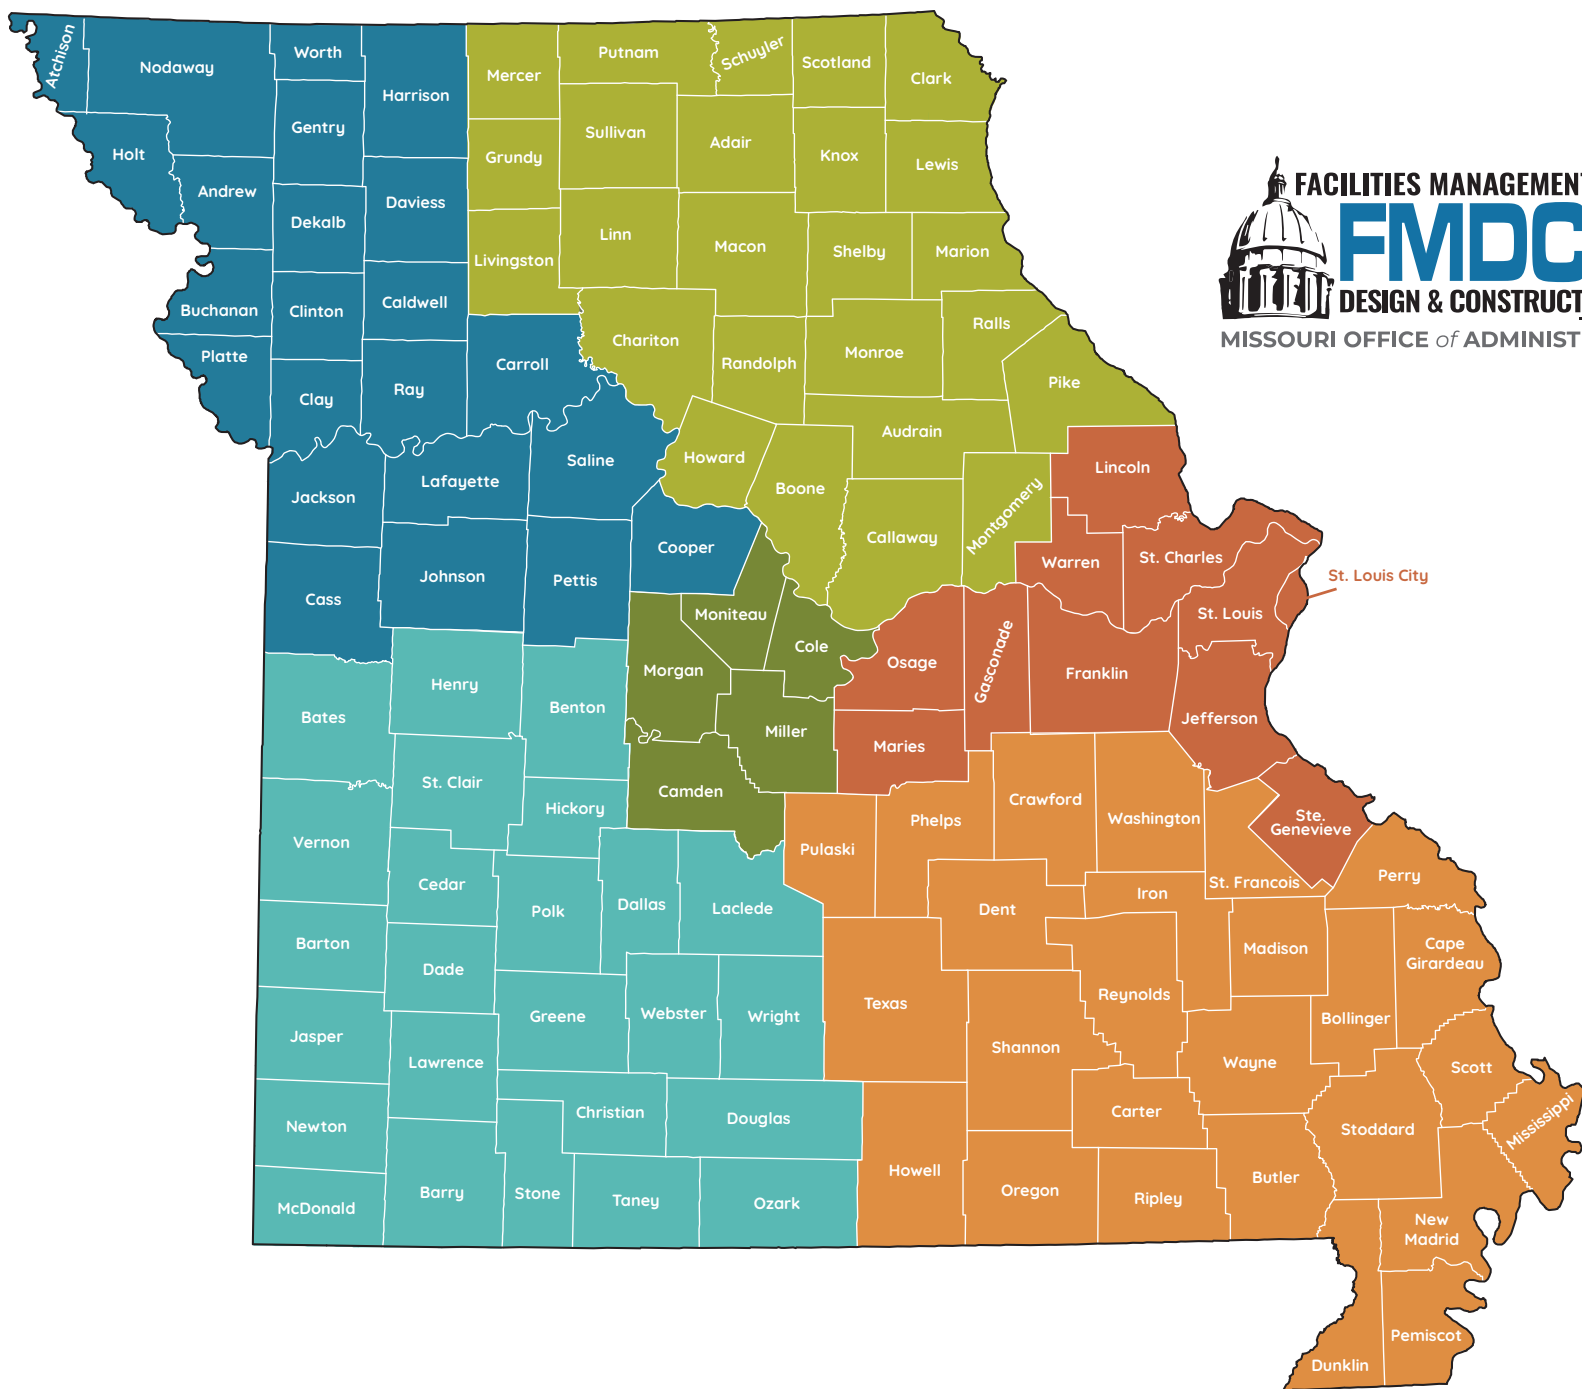 Atchison
Nodaway
Worth
Harrison
Mercer
Putnam
Schuyler
Scotland
Clark
Holt
Gentry
Grundy
Sullivan
Adair
Knox
Lewis
Andrew
Dekalb
Daviess
Livingston
Linn
Macon
Shelby
Marion
Buchanan
Clinton
Caldwell
Chariton
Randolph
Monroe
Ralls
Pike
Platte
Clay
Ray
Carroll
Howard
Boone
Audrain
Lincoln
Jackson
Lafayette
Saline
Cooper
Callaway
Montgomery
Warren
St. Charles
St. Louis
St. Louis City
Cass
Johnson
Pettis
Moniteau
Cole
Morgan
Miller
Camden
Osage
Gasconade
Franklin
Jefferson
Maries
Ste.
Genevieve
Bates
Henry
Benton
St. Clair
Hickory
Vernon
Cedar
Polk
Dallas
Laclede
Pulaski
Phelps
Crawford
Washington
St. Francois
Perry
Barton
Dade
Dent
Iron
Madison
Cape
Girardeau
Jasper
Lawrence
Greene
Webster
Wright
Texas
Reynolds
Bollinger
Shannon
Wayne
Scott
Mississippi
Newton
Christian
Douglas
Carter
Stoddard
McDonald
Barry
Stone
Taney
Ozark
Howell
Oregon
Ripley
Butler
New
Madrid
Pemiscot
Dunklin
FACILITIES MANAGEMENT
FMDC
DESIGN & CONSTRUCT
MISSOURI OFFICE of ADMINIST